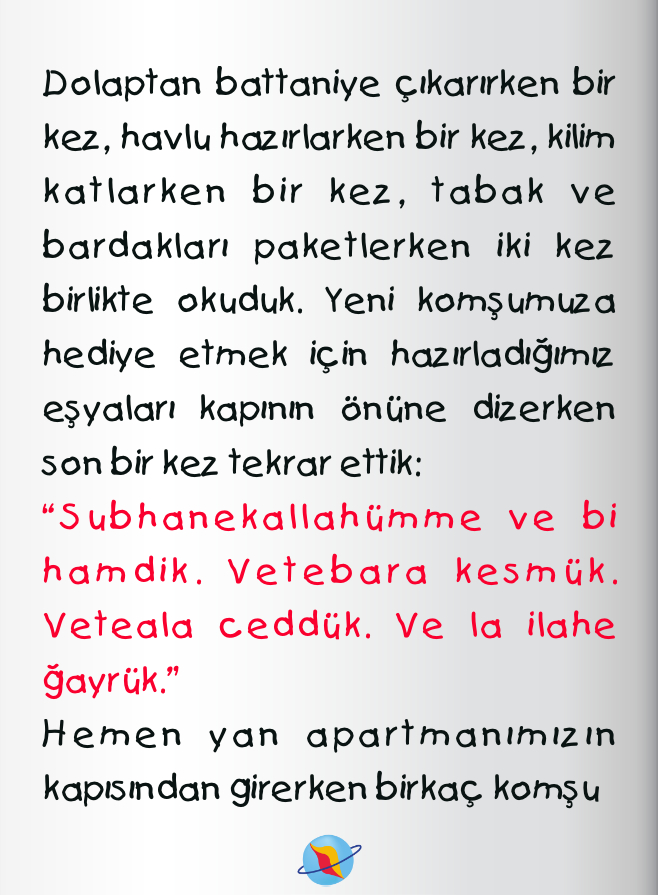 Dolaptan battaniye çıkarırken bir
kez, havlu hazırlarken bir kez, kilim
katlarken bir kez, tabak ve
bardakları paketlerken iki kez
birlikte okuduk. Yeni komşumuza
hediye etmek için hazırladığımız
eşyaları kapının önüne dizerken
son bir kez tekrar ettik:
“Subhanekallahümme ve bi
hamdik. Vetebara kesmük.
Veteala ceddük. Ve la ilahe
ğayrük.”
Hemen yan apartmanımızın
kapısından girerken birkaç komşu